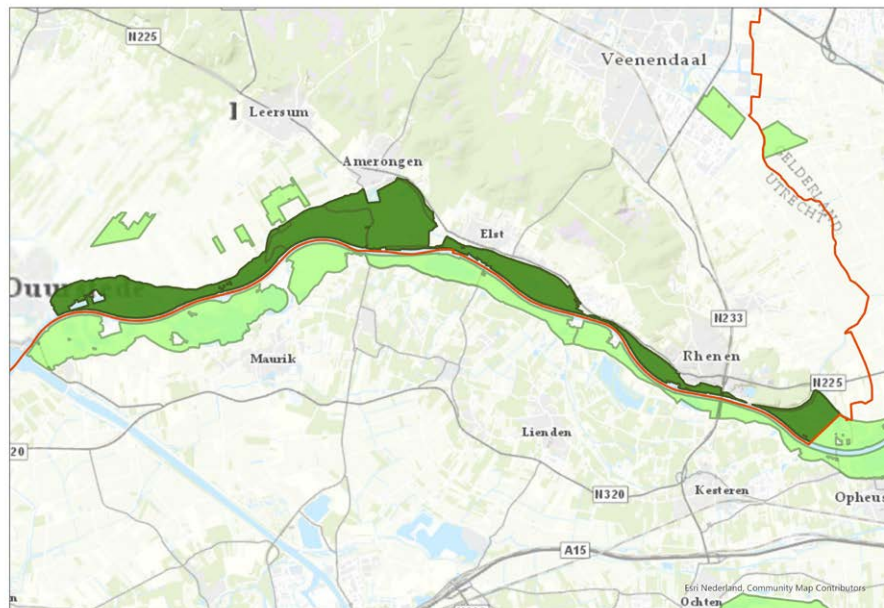 N225
Veenendaal
Leersum
Amerongen
GELDERLAND
UTRECHT
Elst
Duurstede
N233
Maurik
Rhenen
N225
20
Lienden
N320
Kesteren
Opheus
A15
Esri Nederland, Community Map Contributors
n
Ochten